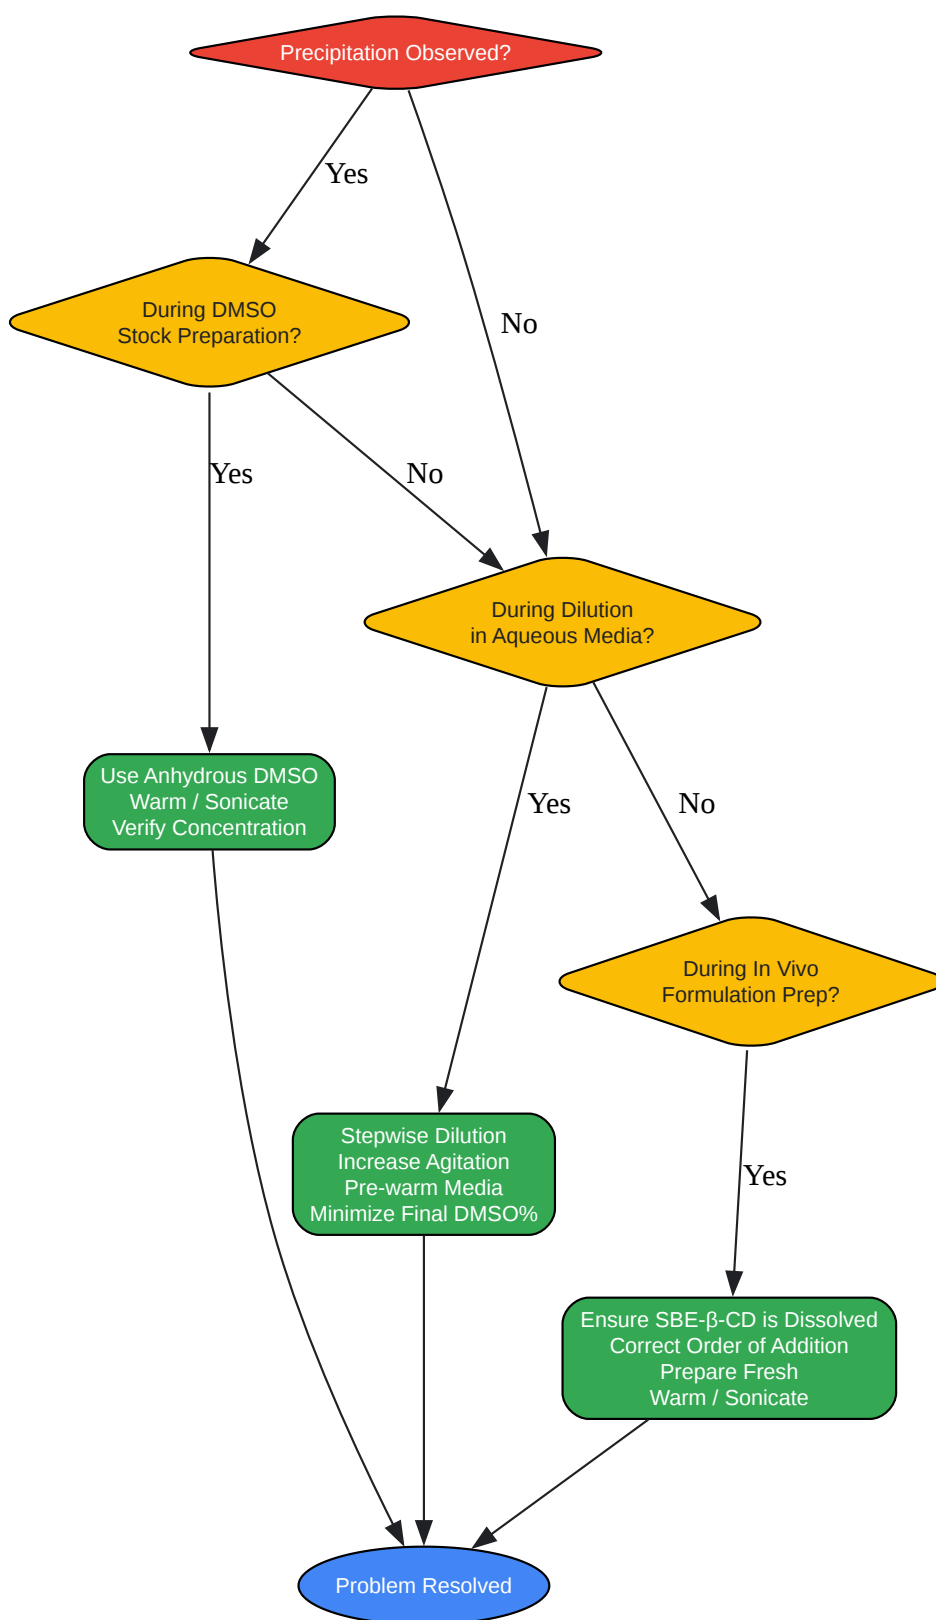 Precipitation Observed?
Yes
During DMSO
Stock Preparation?
No
Yes
No
During Dilution
in Aqueous Media?
Use Anhydrous DMSO
Warm / Sonicate
Verify Concentration
Yes
No
During In Vivo
Formulation Prep?
Stepwise Dilution
Increase Agitation
Pre-warm Media
Minimize Final DMSO%
Yes
Ensure SBE-β-CD is Dissolved
Correct Order of Addition
Prepare Fresh
Warm / Sonicate
Problem Resolved